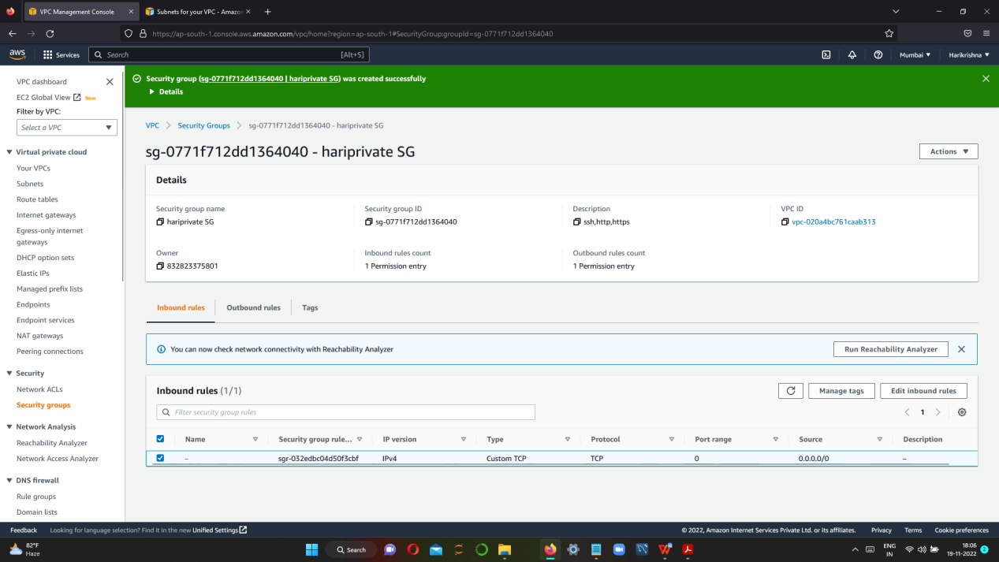 VPC Management Console
Subnets for your VPC - Amazon
https://ap-south-1.console.aws.amazon.com/vpc/home?region=ap-south-1#SecurityGroup:groupId=sg-0771f712dd1364040
aws
Services
Search
[Alt+S]
Mumbai
Harikrishna
VPC dashboard
EC2 Global View
New
Filter by VPC:
Select a VPC
Virtual private cloud
Your VPCs
Subnets
Route tables
Internet gateways
Egress-only internet
gateways
DHCP option sets
Elastic IPs
Managed prefix lists
Endpoints
Endpoint services
NAT gateways
Peering connections
Security
Network ACLs
Security groups
Network Analysis
Reachability Analyzer
Network Access Analyzer
DNS firewall
Rule groups
Domain lists
Security group (sg-0771f712dd1364040 | hariprivate SG) was created successfully
Details
VPC
Security Groups
sg-0771f712dd1364040 - hariprivate SG
sg-0771f712dd1364040 - hariprivate SG
Actions
Details
Security group name
hariprivate SG
Security group ID
sg-0771f712dd1364040
Description
ssh,http,https
VPC ID
vpc-020a4bc761caab313
Owner
832823375801
Inbound rules count
1 Permission entry
Outbound rules count
1 Permission entry
Inbound rules
Outbound rules
Tags
You can now check network connectivity with Reachability Analyzer
Run Reachability Analyzer
Inbound rules (1/1)
Manage tags
Edit inbound rules
Filter security group rules
1
Name
Security group rule...
IP version
Type
Protocol
Port range
Source
Description
–
sgr-032edbc04d50f3cbf
IPv4
Custom TCP
TCP
0
0.0.0.0/0
–
Feedback
Looking for language selection? Find it in the new Unified Settings
© 2022, Amazon Internet Services Private Ltd. or its affiliates.
Privacy
Terms
Cookie preferences
82°F
Haze
Search
ENG
IN
18:06
19-11-2022
2